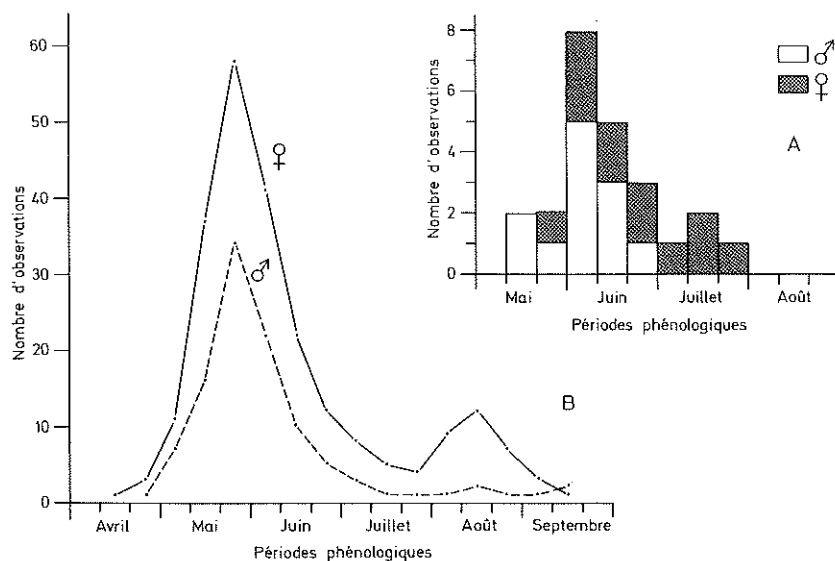 60
50
40
30
20
10
0
Nombre d'observations
♀
♂
B
Avril Mai Juin Juillet Août Septembre
Périodes phénologiques
8
6
4
2
0
Nombre d'observations
♂
♀
A
Mai Juin Juillet Août
Périodes phénologiques